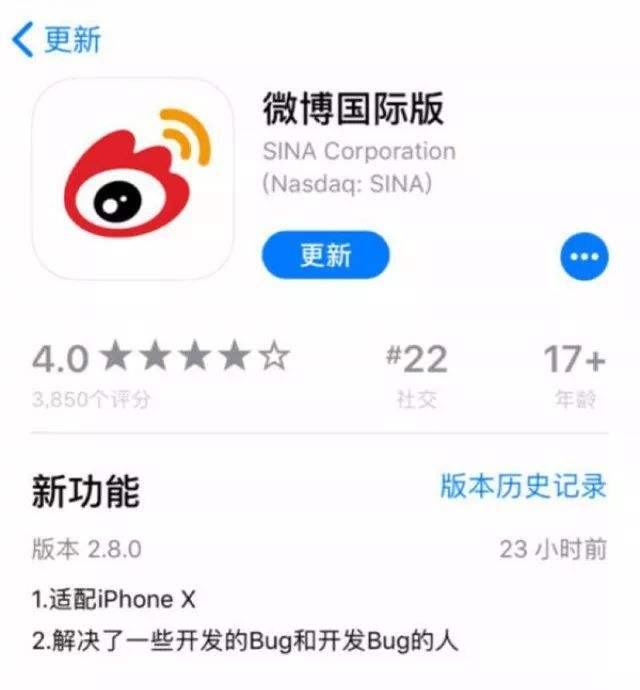 更新
微博国际版
SINA Corporation
(Nasdaq: SINA)
更新
4.0 #22 17+
3,850个评分 社交 年龄
新功能 版本历史记录
版本 2.8.0 23 小时前
1.适配iPhone X
2.解决了一些开发的Bug和开发Bug的人